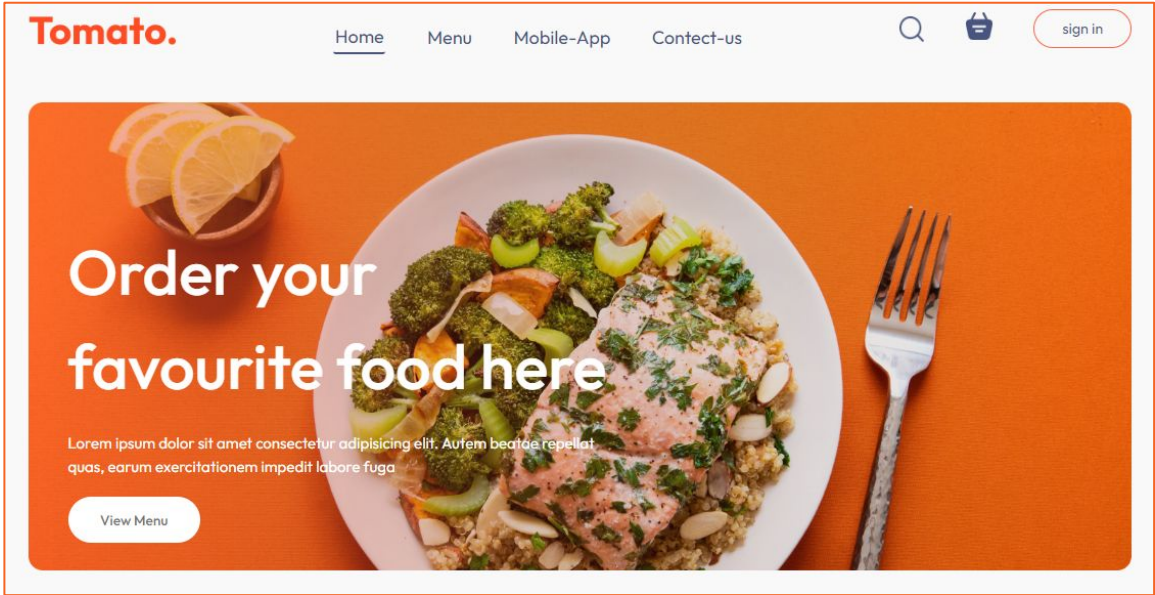 Tomato.
Home Menu Mobile-App Contect-us sign in
Order your
favourite food here
Lorem ipsum dolor sit amet consectetur adipisicing elit. Autem beatae repellat
quas, earum exercitationem impedit labore fuga
View Menu